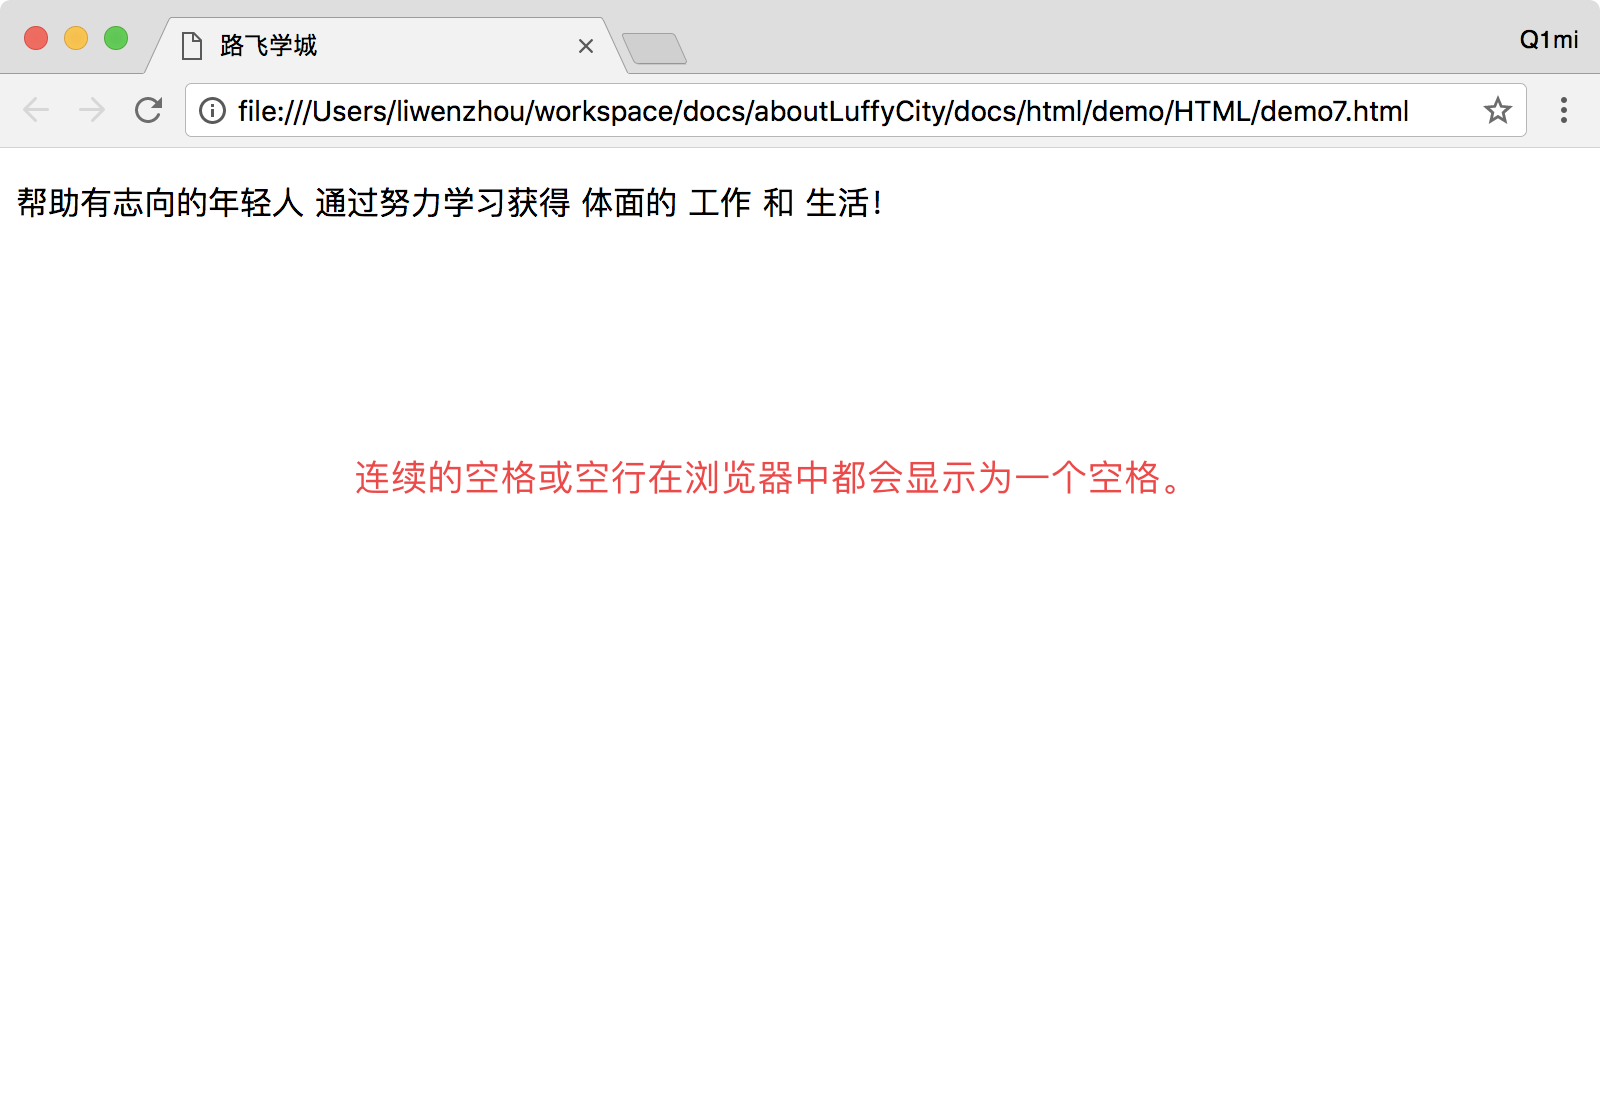 路飞学城
Q1mi
file:///Users/liwenzhou/workspace/docs/aboutLuffyCity/docs/html/demo/HTML/demo7.html
帮助有志向的年轻人 通过努力学习获得 体面的 工作 和 生活！
连续的空格或空行在浏览器中都会显示为一个空格。